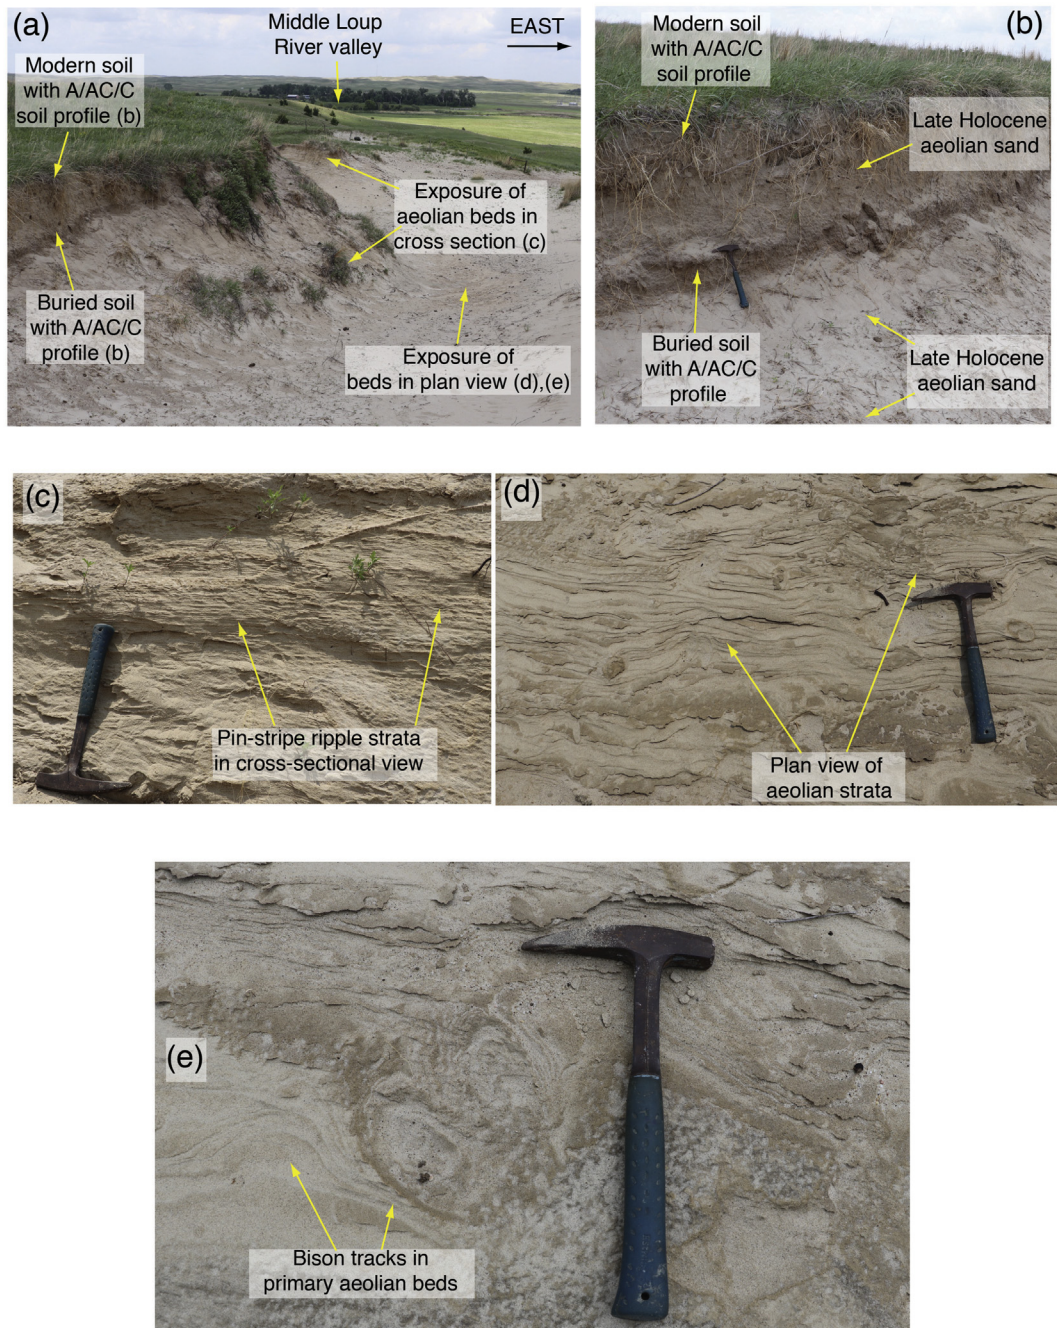 (a)
Middle Loup
River valley
EAST
Modern soil
with A/AC/C
soil profile (b)
Exposure of
aeolian beds in
cross section (c)
Buried soil
with A/AC/C
profile (b)
Exposure of
beds in plan view (d),(e)
(b)
Modern soil
with A/AC/C
soil profile
Late Holocene
aeolian sand
Buried soil
with A/AC/C
profile
Late Holocene
aeolian sand
(c)
Pin-stripe ripple strata
in cross-sectional view
(d)
Plan view of
aeolian strata
(e)
Bison tracks in
primary aeolian beds